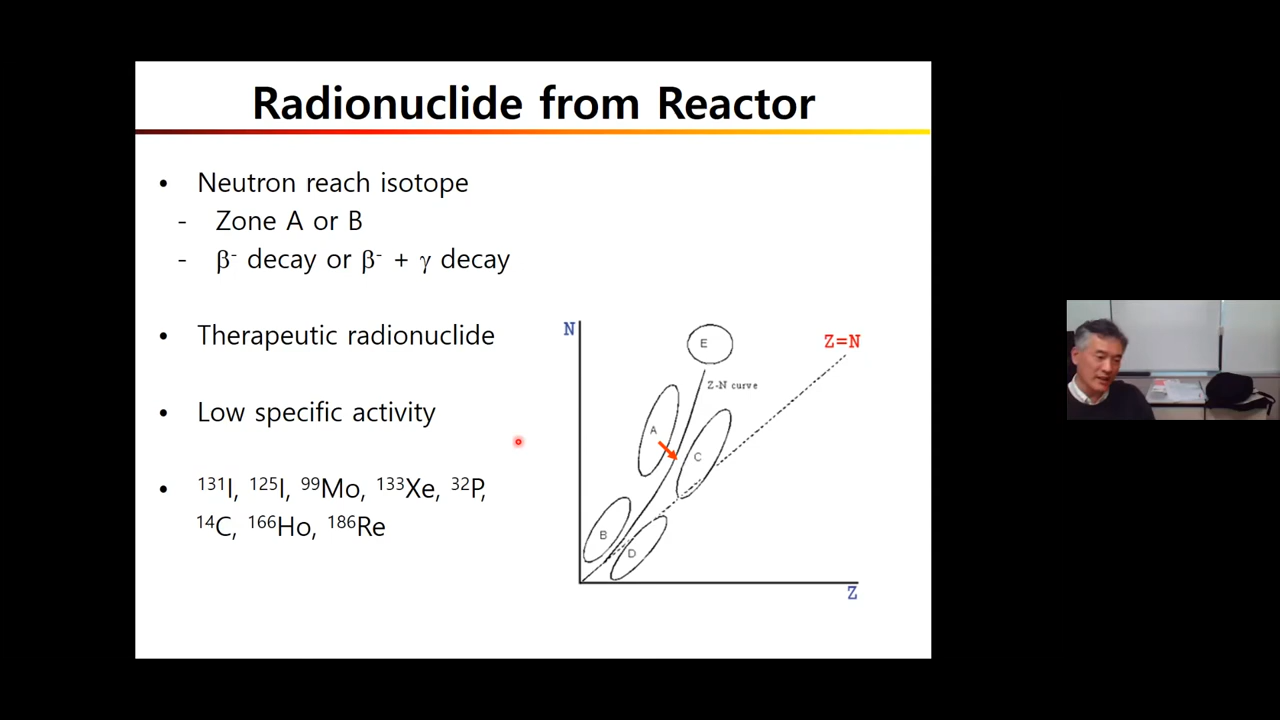 Radionuclide from Reactor
• Neutron reach isotope
- Zone A or B
- β⁻ decay or β⁻ + γ decay
• Therapeutic radionuclide
• Low specific activity
• ¹³¹I, ¹²⁵I, ⁹⁹Mo, ¹³³Xe, ³²P,
¹⁴C, ¹⁶⁶Ho, ¹⁸⁶Re
N
E
Z=N
Z-N curve
A
C
B
D
Z